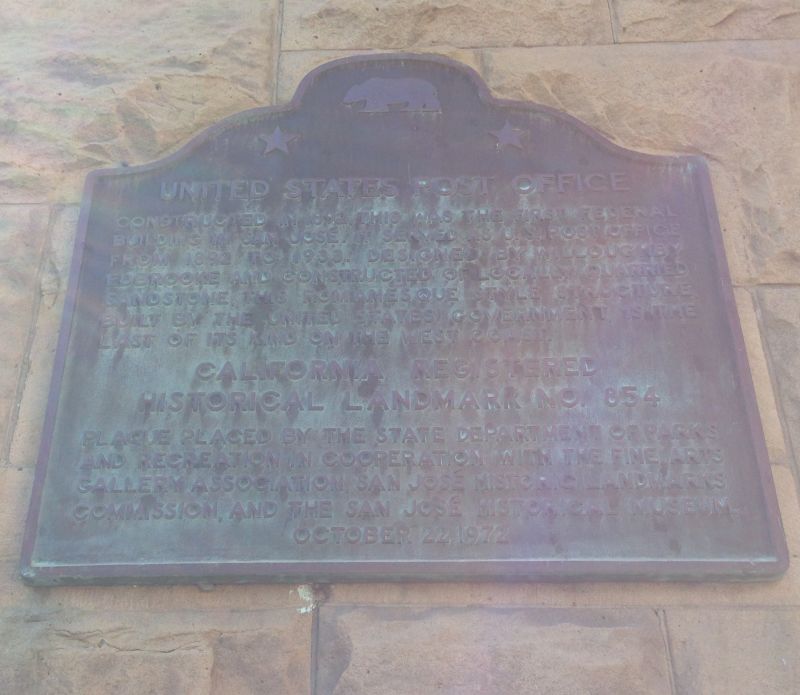 UNITED STATES POST OFFICE
CONSTRUCTED IN 1892, THIS WAS THE FIRST FEDERAL
BUILDING IN SAN JOSE. IT SERVED AS U.S. POST OFFICE
FROM 1892 TO 1933. DESIGNED BY WILLOUGHBY
EDBROOKE AND CONSTRUCTED OF LOCALLY QUARRIED
SANDSTONE, THIS ROMANESQUE STYLE STRUCTURE
BUILT BY THE UNITED STATES GOVERNMENT IS THE
LAST OF ITS KIND ON THE WEST COAST.
CALIFORNIA REGISTERED
HISTORICAL LANDMARK NO. 854
PLAQUE PLACED BY THE STATE DEPARTMENT OF PARKS
AND RECREATION IN COOPERATION WITH THE FINE ARTS
GALLERY ASSOCIATION, SAN JOSÉ HISTORIC LANDMARKS
COMMISSION, AND THE SAN JOSÉ HISTORICAL MUSEUM.
OCTOBER 22, 1972